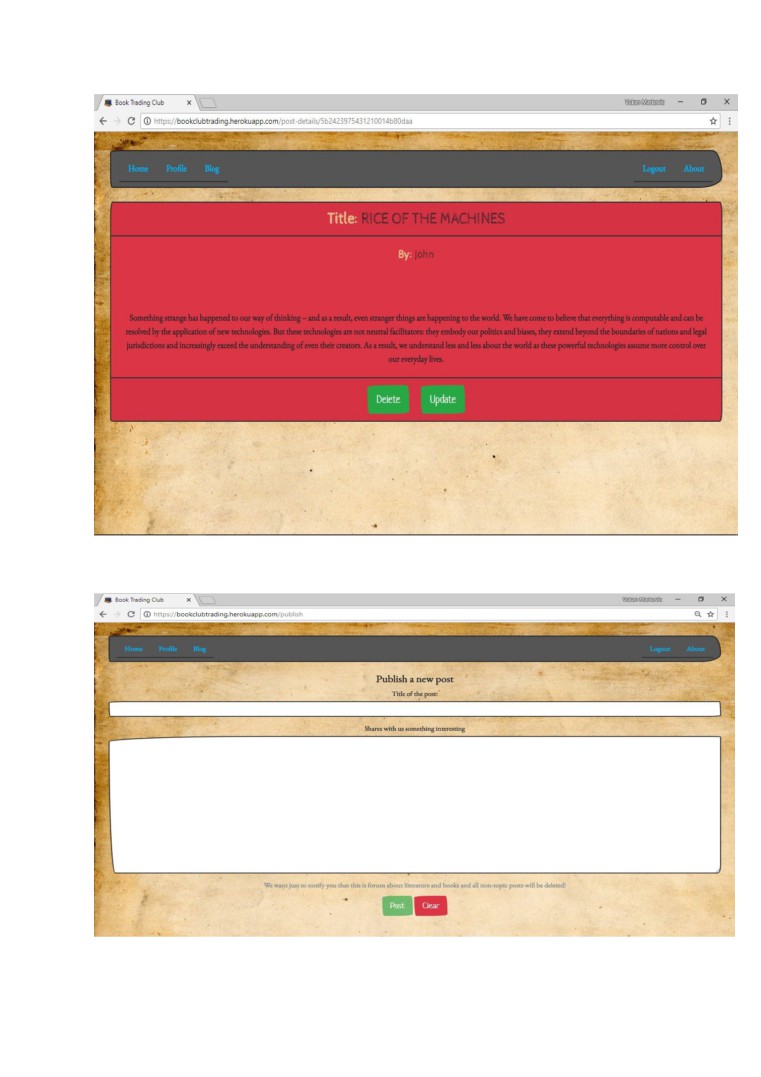 Book Trading Club
https://bookclubtrading.herokuapp.com/post-details/5b2423975431210014b80daa
Home Profile Blog Logout About
Title: RICE OF THE MACHINES
By: John
Something strange has happened to our way of thinking – and as a result, even stranger things are happening to the world. We have come to believe that everything is computable and can be
resolved by the application of new technologies. But these technologies are not neutral facilitators: they embody our politics and biases, they extend beyond the boundaries of nations and legal
jurisdictions and increasingly exceed the understanding of even their creators. As a result, we understand less and less about the world as these powerful technologies assume more control over
our everyday lives.
Delete Update
Book Trading Club
https://bookclubtrading.herokuapp.com/publish
Home Profile Blog Logout About
Publish a new post
Title of the post:
Shares with us something interesting
We want just to notify you that this is forum about literature and books and all non-topic posts will be deleted!
Post Clear